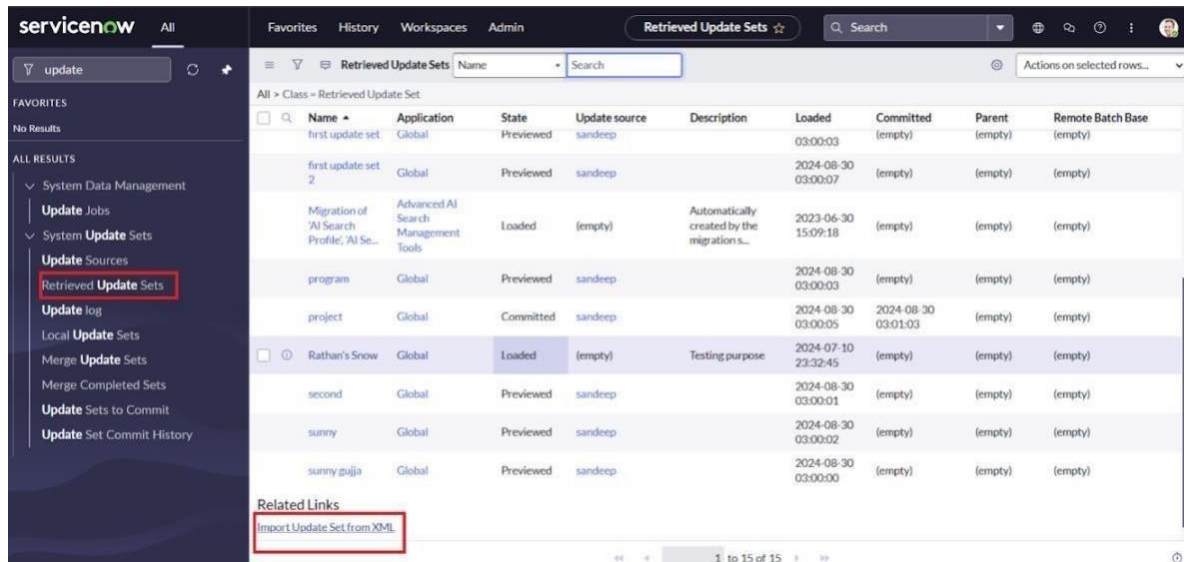 servicenow All Favorites History Workspaces Admin Retrieved Update Sets Search
update
FAVORITES
No Results
ALL RESULTS
System Data Management
Update Jobs
System Update Sets
Update Sources
Retrieved Update Sets
Update log
Local Update Sets
Merge Update Sets
Merge Completed Sets
Update Sets to Commit
Update Set Commit History
Retrieved Update Sets Name Search Actions on selected rows...
All > Class = Retrieved Update Set
Name Application State Update source Description Loaded Committed Parent Remote Batch Base
first update set Global Previewed sandeep 03:00:03 (empty) (empty) (empty)
first update set 2 Global Previewed sandeep 2024-08-30 03:00:07 (empty) (empty) (empty)
Migration of 'AI Search Profile', 'AI Se... Advanced AI Search Management Tools Loaded (empty) Automatically created by the migration s... 2023-06-30 15:09:18 (empty) (empty) (empty)
program Global Previewed sandeep 2024-08-30 03:00:03 (empty) (empty) (empty)
project Global Committed sandeep 2024-08-30 03:00:05 2024-08-30 03:01:03 (empty) (empty)
Rathan's Snow Global Loaded (empty) Testing purpose 2024-07-10 23:32:45 (empty) (empty) (empty)
second Global Previewed sandeep 2024-08-30 03:00:01 (empty) (empty) (empty)
sunny Global Previewed sandeep 2024-08-30 03:00:02 (empty) (empty) (empty)
sunny gujja Global Previewed sandeep 2024-08-30 03:00:00 (empty) (empty) (empty)
Related Links
Import Update Set from XML
1 to 15 of 15